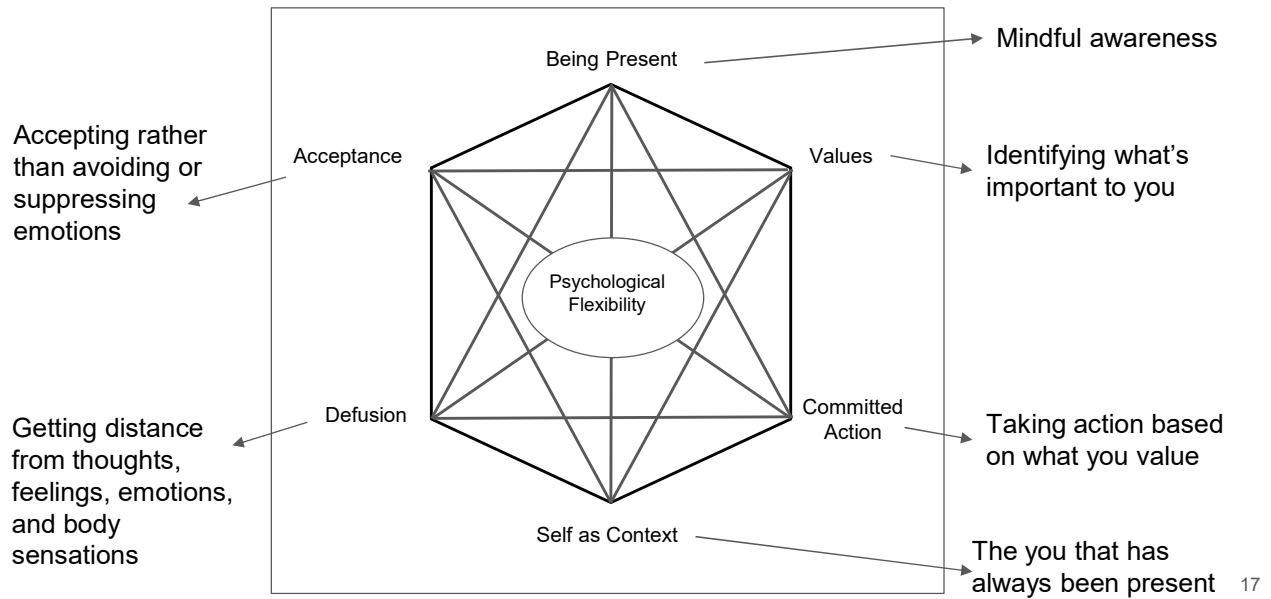 Being Present
Mindful awareness
Accepting rather
than avoiding or
suppressing
emotions
Acceptance
Values
Identifying what’s
important to you
Psychological
Flexibility
Getting distance
from thoughts,
feelings, emotions,
and body
sensations
Defusion
Committed
Action
Taking action based
on what you value
Self as Context
The you that has
always been present
17